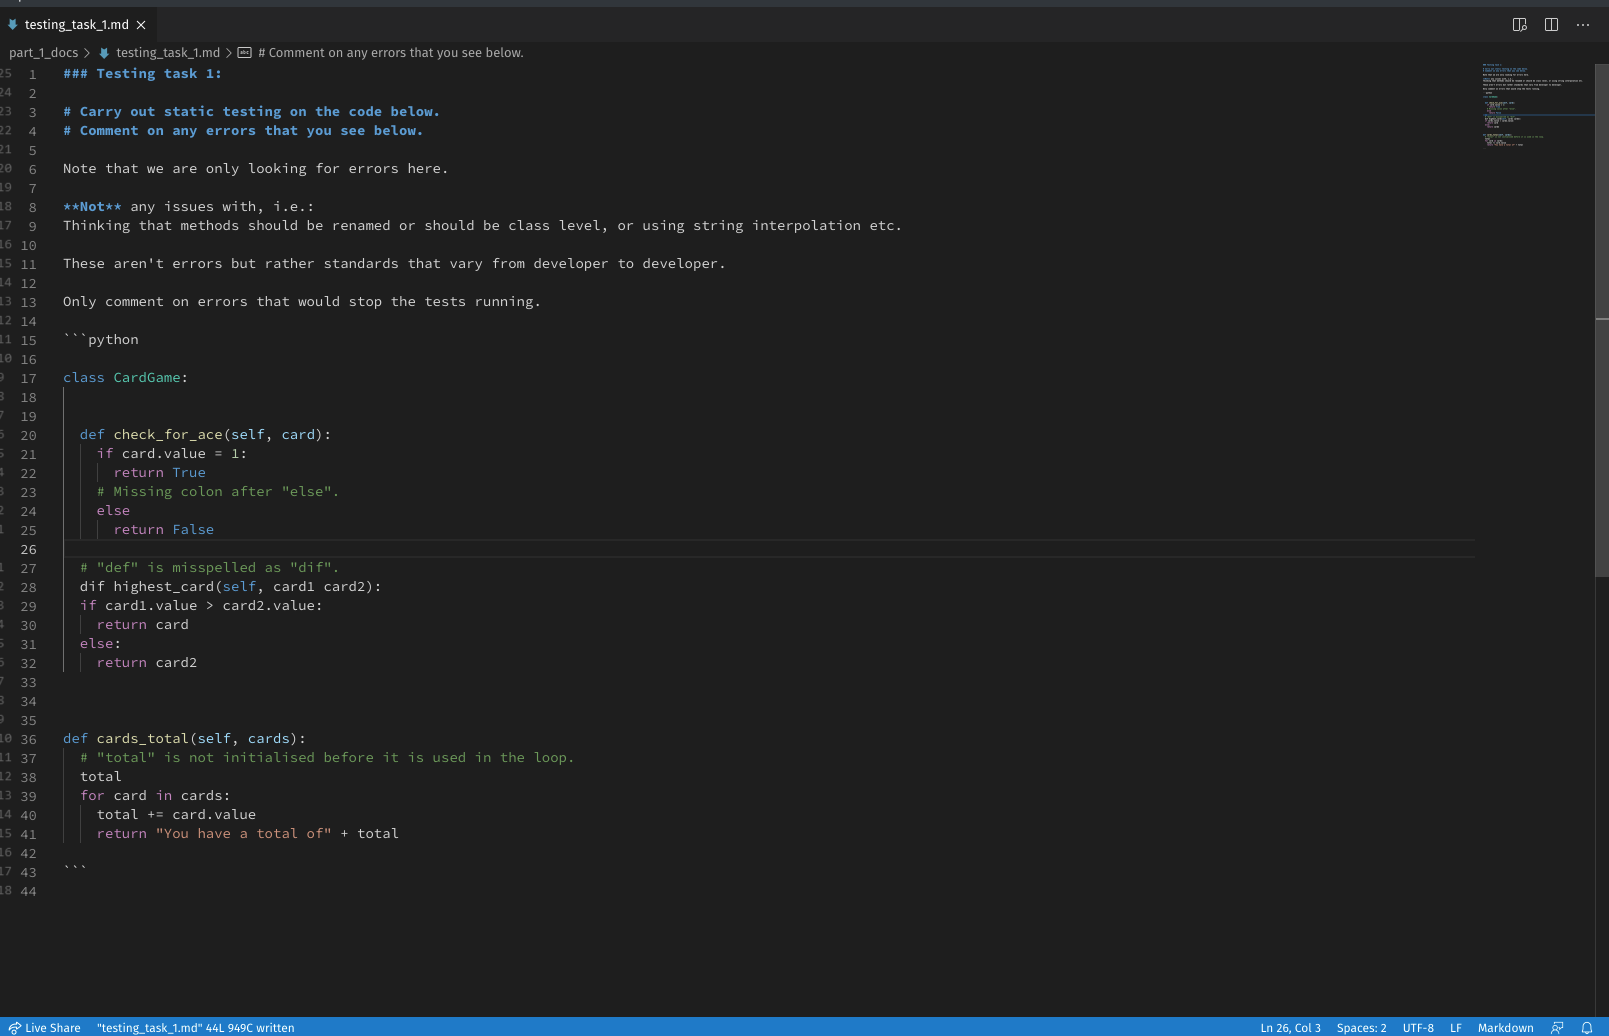 testing_task_1.md
part_1_docs > testing_task_1.md > abc # Comment on any errors that you see below.
25 1 ### Testing task 1:
24 2
23 3 # Carry out static testing on the code below.
22 4 # Comment on any errors that you see below.
21 5
20 6 Note that we are only looking for errors here.
19 7
18 8 **Not** any issues with, i.e.:
17 9 Thinking that methods should be renamed or should be class level, or using string interpolation etc.
16 10
15 11 These aren't errors but rather standards that vary from developer to developer.
14 12
13 13 Only comment on errors that would stop the tests running.
12 14
11 15 ```python
10 16
9 17 class CardGame:
8 18
7 19
6 20 def check_for_ace(self, card):
5 21 if card.value = 1:
4 22 return True
3 23 # Missing colon after "else".
2 24 else
1 25 return False
26
1 27 # "def" is misspelled as "dif".
2 28 dif highest_card(self, card1 card2):
3 29 if card1.value > card2.value:
4 30 return card
5 31 else:
6 32 return card2
7 33
8 34
9 35
10 36 def cards_total(self, cards):
11 37 # "total" is not initialised before it is used in the loop.
12 38 total
13 39 for card in cards:
14 40 total += card.value
15 41 return "You have a total of" + total
16 42
17 43 ```
18 44
Live Share "testing_task_1.md" 44L 949C written Ln 26, Col 3 Spaces: 2 UTF-8 LF Markdown